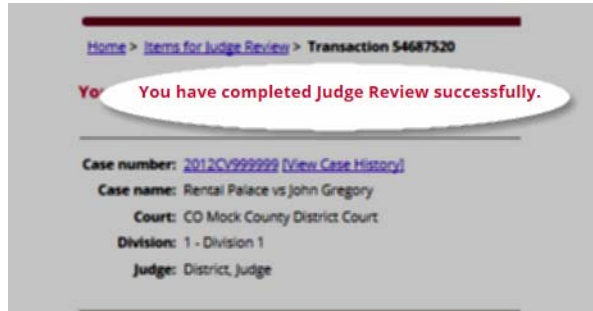 Home > Items for Judge Review > Transaction 54687520
You have completed Judge Review successfully.
Case number: 2012CV999999 [View Case History]
Case name: Rental Palace vs John Gregory
Court: CO Mock County District Court
Division: 1 - Division 1
Judge: District, Judge